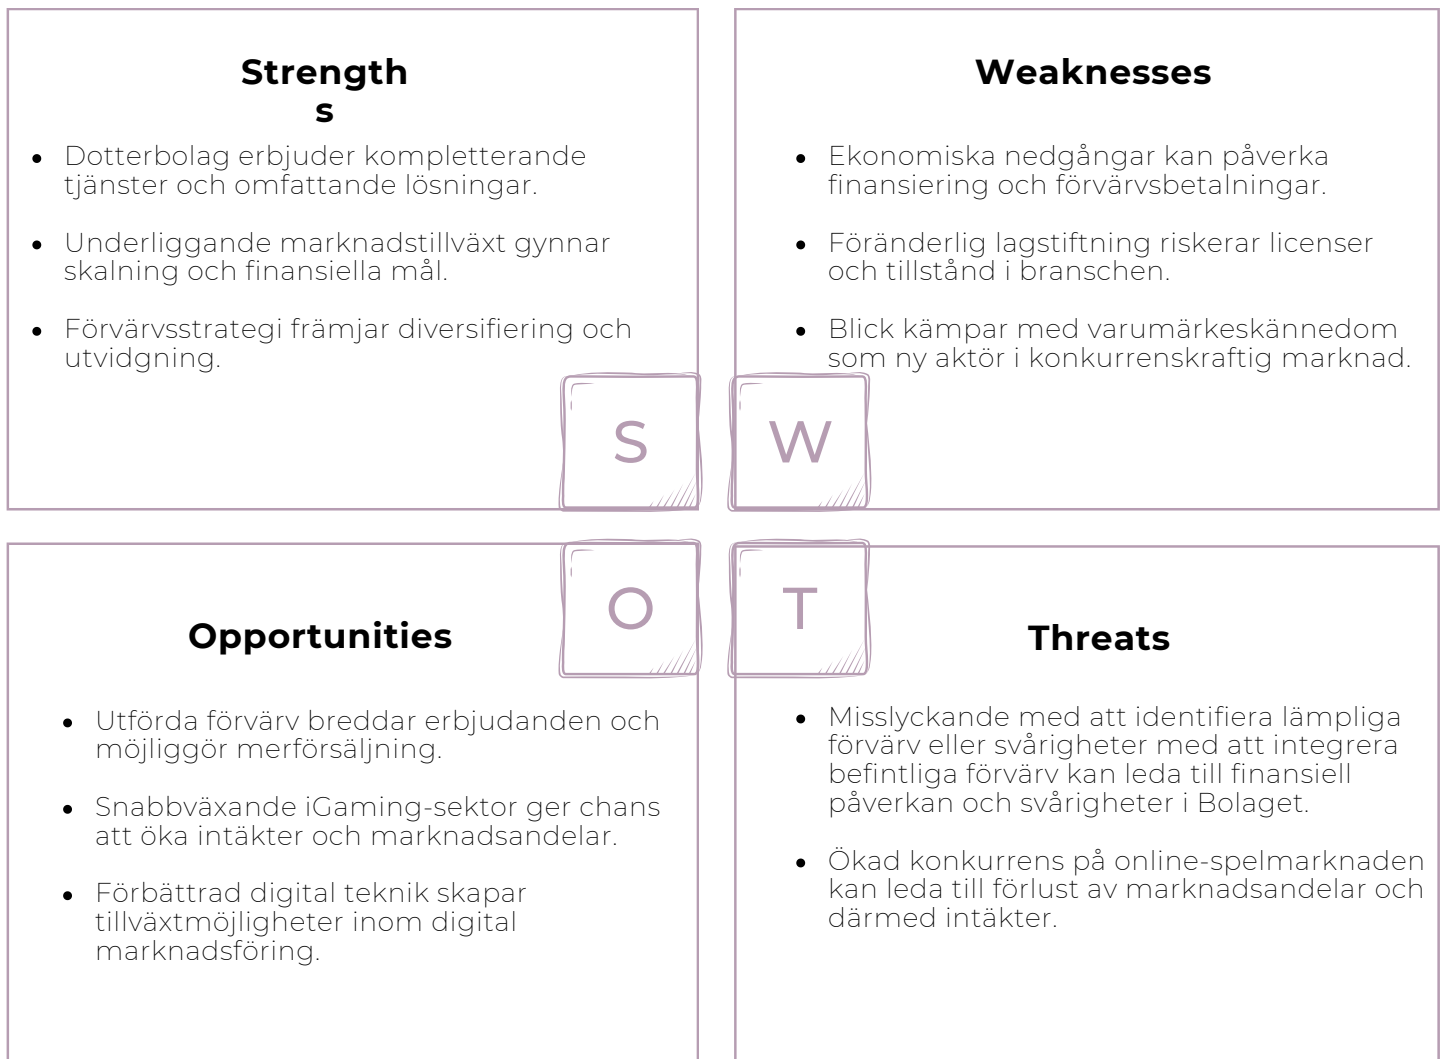 Strength
s
Dotterbolag erbjuder kompletterande
tjänster och omfattande lösningar.
Underliggande marknadstillväxt gynnar
skalning och finansiella mål.
Förvärvsstrategi främjar diversifiering och
utvidgning.
S
Weaknesses
Ekonomiska nedgångar kan påverka
finansiering och förvärvsbetalningar.
Föränderlig lagstiftning riskerar licenser
och tillstånd i branschen.
Blick kämpar med varumärkeskännedom
som ny aktör i konkurrenskraftig marknad.
W
O
Opportunities
Utförda förvärv breddar erbjudanden och
möjliggör merförsäljning.
Snabbväxande iGaming-sektor ger chans
att öka intäkter och marknadsandelar.
Förbättrad digital teknik skapar
tillväxtmöjligheter inom digital
marknadsföring.
T
Threats
Misslyckande med att identifiera lämpliga
förvärv eller svårigheter med att integrera
befintliga förvärv kan leda till finansiell
påverkan och svårigheter i Bolaget.
Ökad konkurrens på online-spelmarknaden
kan leda till förlust av marknadsandelar och
därmed intäkter.